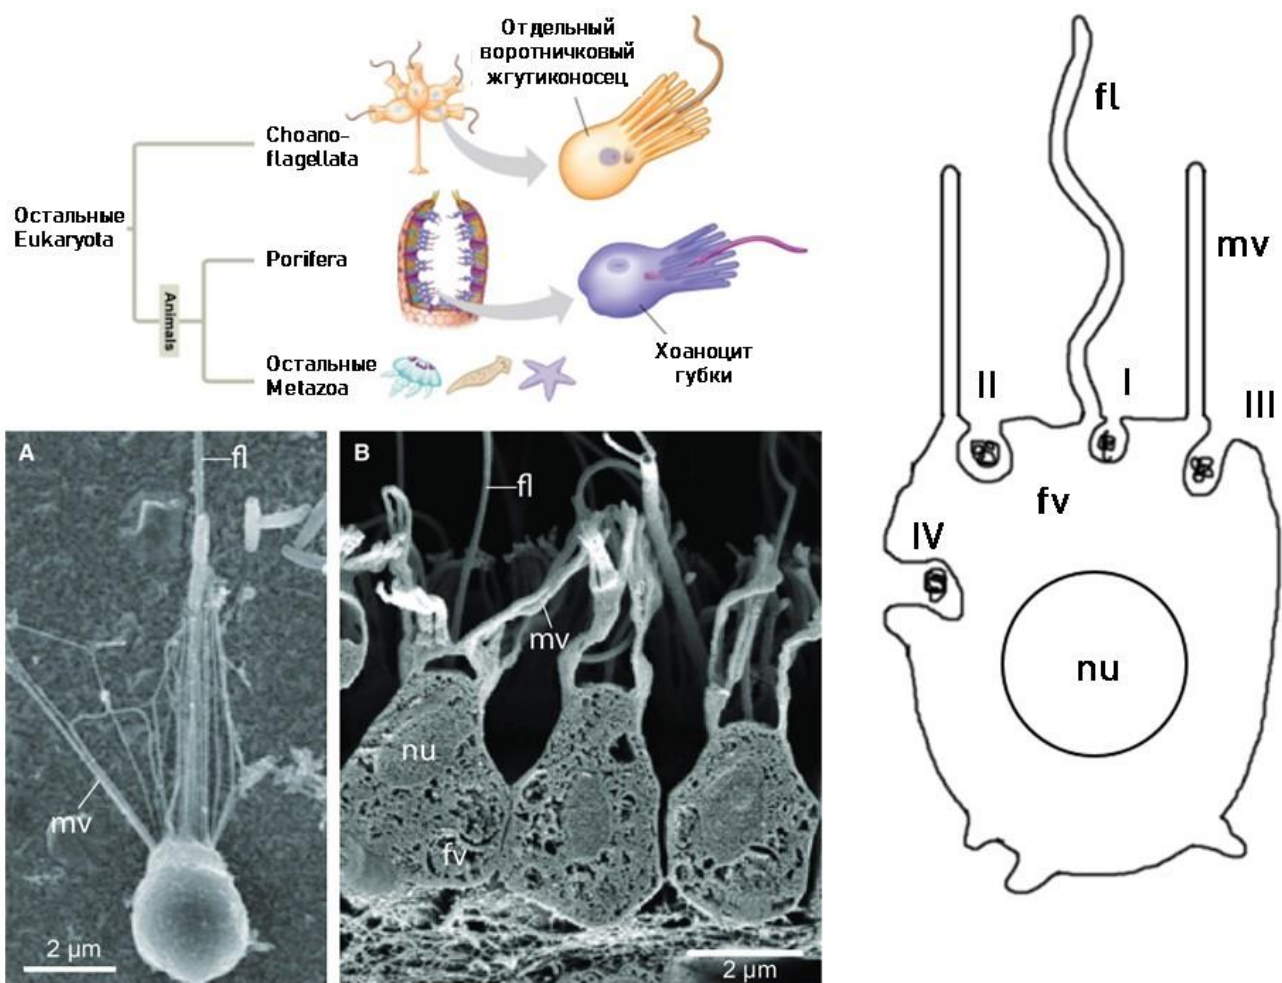 Отдельный
воротничковый
жгутиконосец
Choano-
flagellata
Остальные
Eukaryota
Porifera
Animals
Хоаноцит
губки
Остальные
Metazoa
A
fl
mv
2 μm
B
fl
mv
nu
fv
2 μm
fl
mv
II
I
III
fv
IV
nu